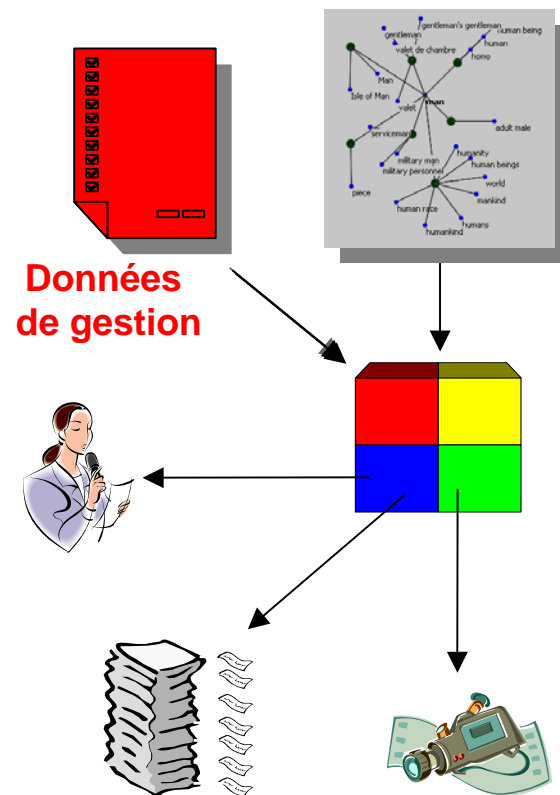 gentleman's gentleman
human being
gentleman
human
valet de chambre
homo
Man
Isle of Man
man
valet
serviceman
adult male
military man
humanity
military personnel
human beings
world
piece
mankind
human race
humans
humankind
Données
de gestion